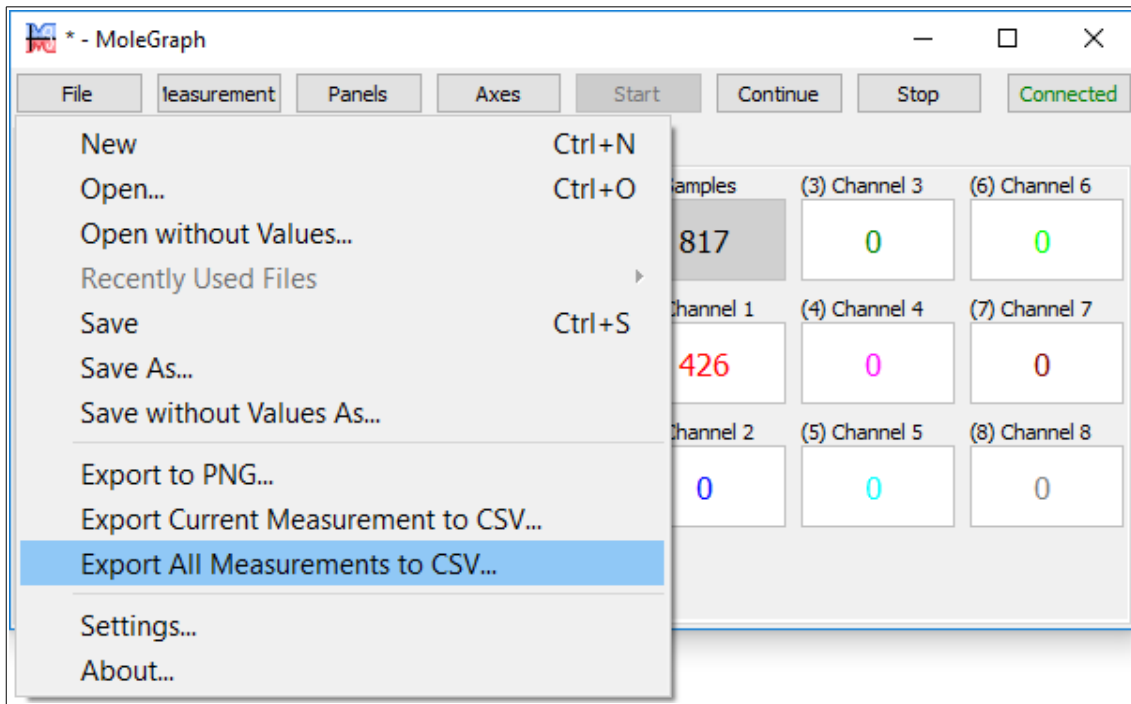 * - MoleGraph
File leasurement Panels Axes Start Continue Stop Connected
New Ctrl+N
Open... Ctrl+O
Open without Values...
Recently Used Files
Save Ctrl+S
Save As...
Save without Values As...
Export to PNG...
Export Current Measurement to CSV...
Export All Measurements to CSV...
Settings...
About...
Samples (3) Channel 3 (6) Channel 6
817 0 0
Channel 1 (4) Channel 4 (7) Channel 7
426 0 0
Channel 2 (5) Channel 5 (8) Channel 8
0 0 0